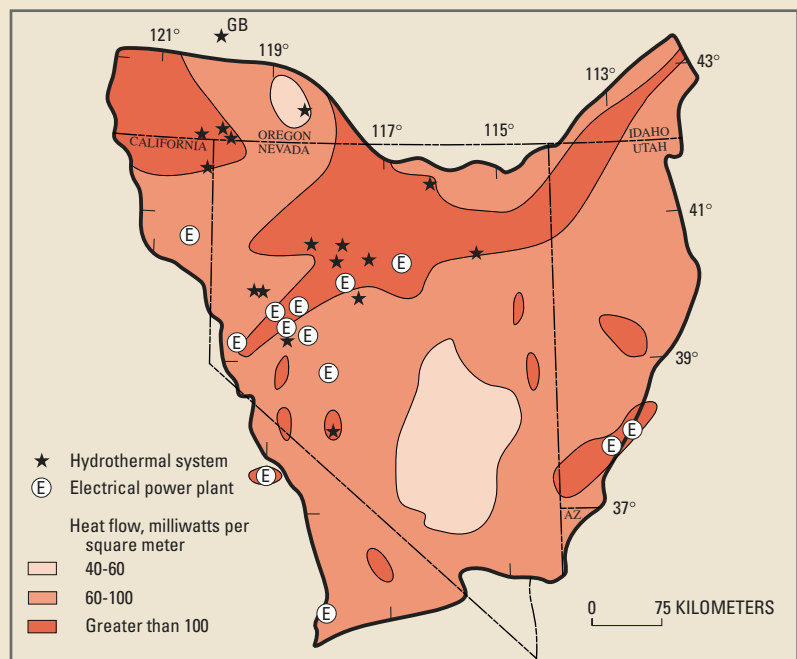 GB
121°
119°
113°
43°
117°
115°
OREGON
CALIFORNIA
NEVADA
IDAHO
UTAH
41°
E
E
E
E
E
E
E
E
E
39°
E
E
E
E
37°
AZ
E
★ Hydrothermal system
E Electrical power plant
Heat flow, milliwatts per
square meter
40-60
60-100
Greater than 100
0 75 KILOMETERS